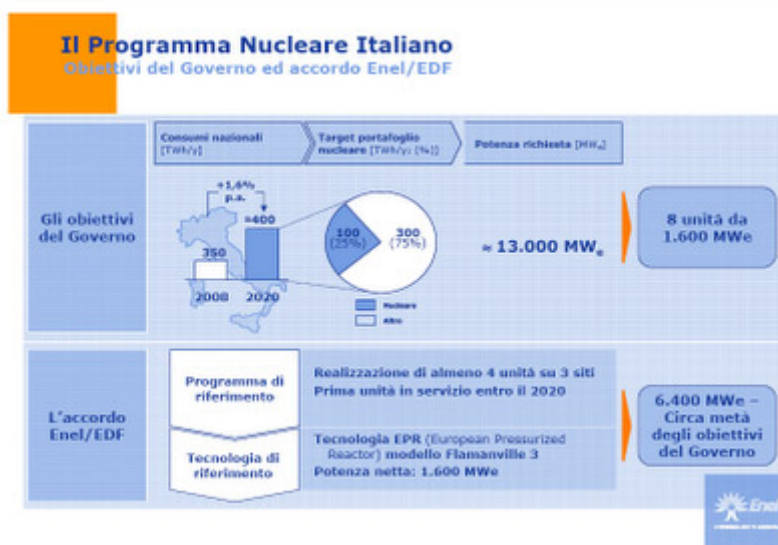 Il Programma Nucleare Italiano
Obiettivi del Governo ed accordo Enel/EDF
Consumi nazionali
[TWh/y]
Target portafoglio
nucleare [TWh/y; (%)]
Potenza richiesta [MWe]
Gli obiettivi
del Governo
+1,6%
p.a.
≈400
350
2008
2020
100
(25%)
300
(75%)
Nucleare
Altro
≈ 13.000 MWe
8 unità da
1.600 MWe
L'accordo
Enel/EDF
Programma di
riferimento
Realizzazione di almeno 4 unità su 3 siti
Prima unità in servizio entro il 2020
Tecnologia di
riferimento
Tecnologia EPR (European Pressurized
Reactor) modello Flamanville 3
Potenza netta: 1.600 MWe
6.400 MWe –
Circa metà
degli obiettivi
del Governo
Enel